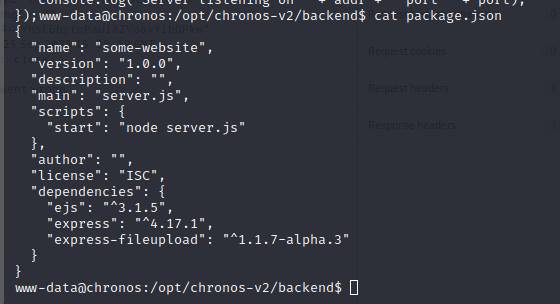 console.log("Server listening on " + addr + " port " + port);
});www-data@chronos:/opt/chronos-v2/backend$ cat package.json
{
  "name": "some-website",
  "version": "1.0.0",
  "description": "",
  "main": "server.js",
  "scripts": {
    "start": "node server.js"
  },
  "author": "",
  "license": "ISC",
  "dependencies": {
    "ejs": "^3.1.5",
    "express": "^4.17.1",
    "express-fileupload": "^1.1.7-alpha.3"
  }
}
www-data@chronos:/opt/chronos-v2/backend$
Request cookies
Request headers
Response headers